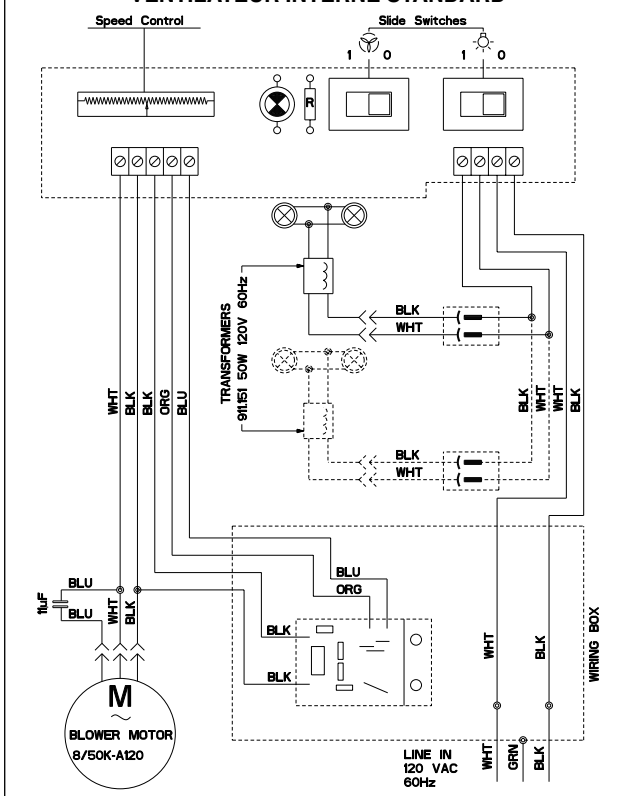 VENTILATEUR INTERNE STANDARD
Speed Control
Slide Switches
1 0
1 0
R
TRANSFORMERS
911.151 50W 120V 60Hz
BLK
WHT
BLK
WHT
WHT
BLK
BLK
ORG
BLU
BLK
WHT
WHT
BLK
BLU
11uF
BLU
WHT
BLK
BLU
ORG
BLK
BLK
WHT
BLK
WIRING BOX
M
~
BLOWER MOTOR
8/50K-A120
LINE IN
120 VAC
60Hz
WHT
GRN
BLK